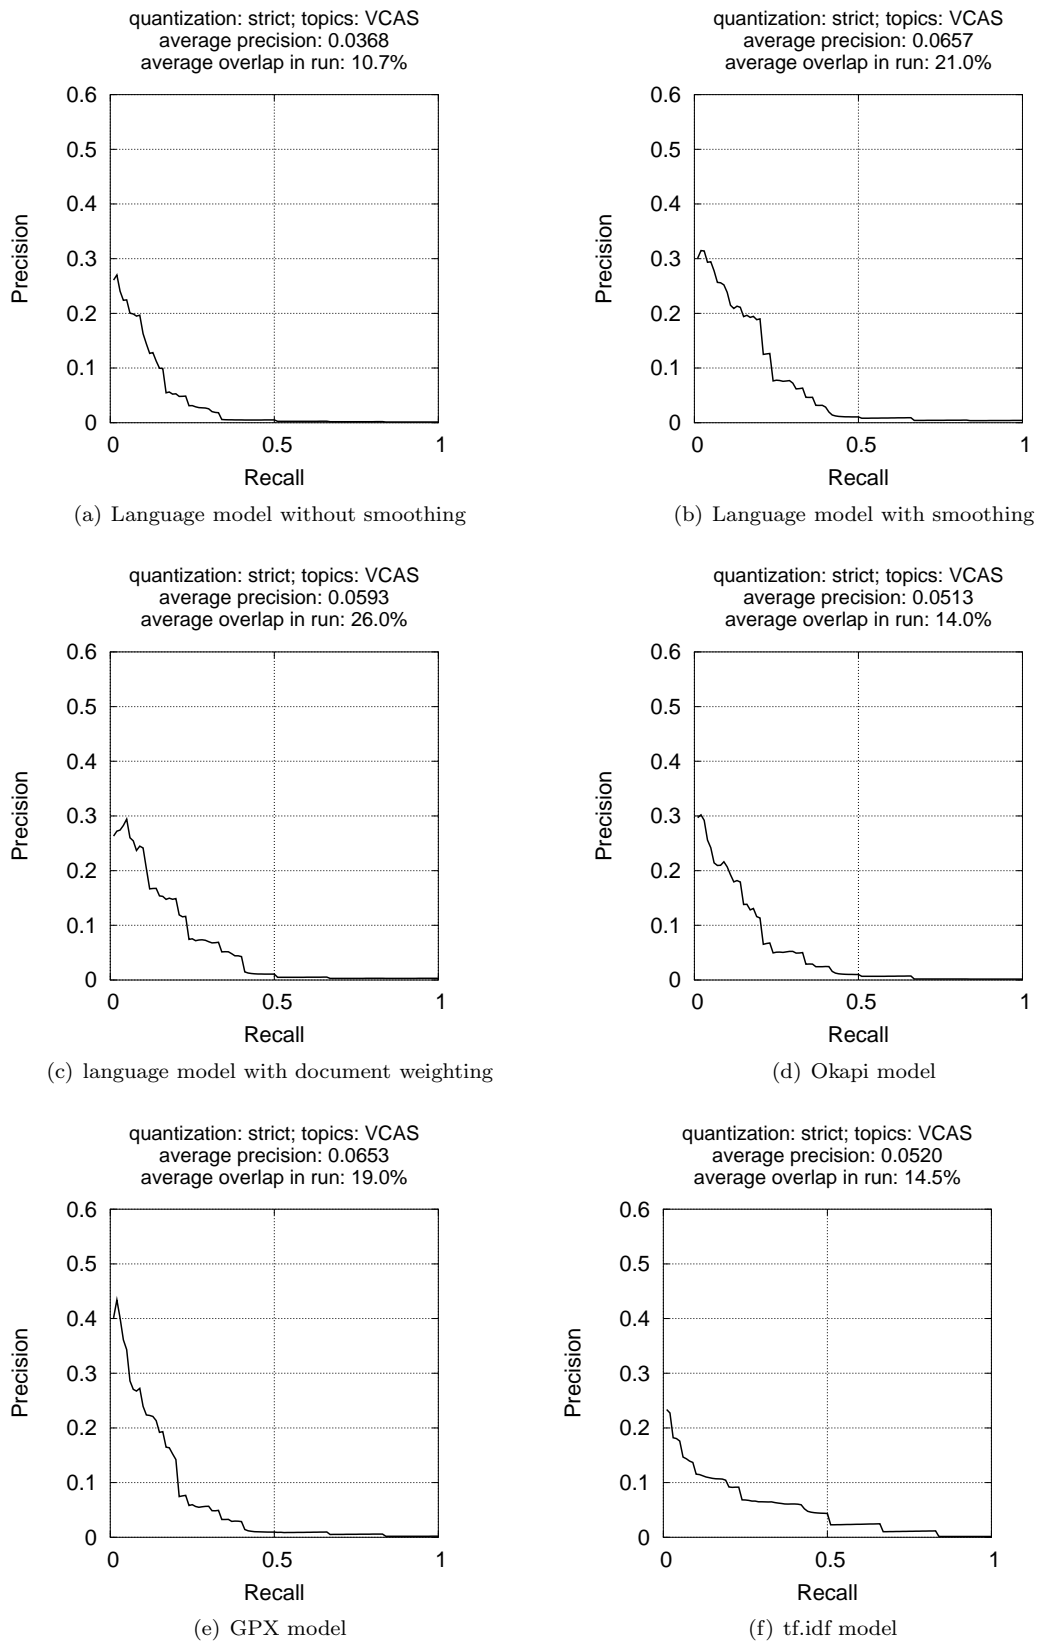 quantization: strict; topics: VCAS
average precision: 0.0368
average overlap in run: 10.7%
0.6
0.5
0.4
0.3
0.2
0.1
0
Precision
0 0.5 1
Recall
(a) Language model without smoothing
quantization: strict; topics: VCAS
average precision: 0.0657
average overlap in run: 21.0%
0.6
0.5
0.4
0.3
0.2
0.1
0
Precision
0 0.5 1
Recall
(b) Language model with smoothing
quantization: strict; topics: VCAS
average precision: 0.0593
average overlap in run: 26.0%
0.6
0.5
0.4
0.3
0.2
0.1
0
Precision
0 0.5 1
Recall
(c) language model with document weighting
quantization: strict; topics: VCAS
average precision: 0.0513
average overlap in run: 14.0%
0.6
0.5
0.4
0.3
0.2
0.1
0
Precision
0 0.5 1
Recall
(d) Okapi model
quantization: strict; topics: VCAS
average precision: 0.0653
average overlap in run: 19.0%
0.6
0.5
0.4
0.3
0.2
0.1
0
Precision
0 0.5 1
Recall
(e) GPX model
quantization: strict; topics: VCAS
average precision: 0.0520
average overlap in run: 14.5%
0.6
0.5
0.4
0.3
0.2
0.1
0
Precision
0 0.5 1
Recall
(f) tf.idf model